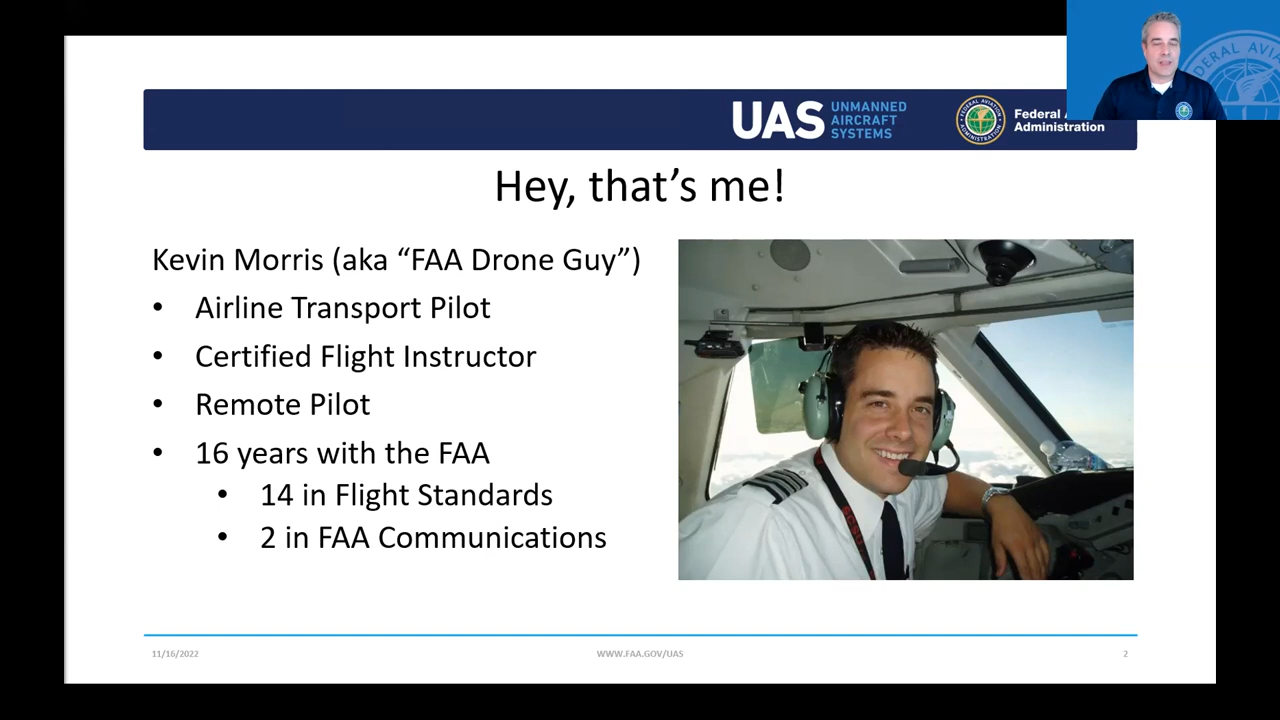 UAS UNMANNED
AIRCRAFT
SYSTEMS
Federal A
Administration
DERAL AVIA
Hey, that’s me!
Kevin Morris (aka “FAA Drone Guy”)
• Airline Transport Pilot
• Certified Flight Instructor
• Remote Pilot
• 16 years with the FAA
• 14 in Flight Standards
• 2 in FAA Communications
11/16/2022
WWW.FAA.GOV/UAS
2